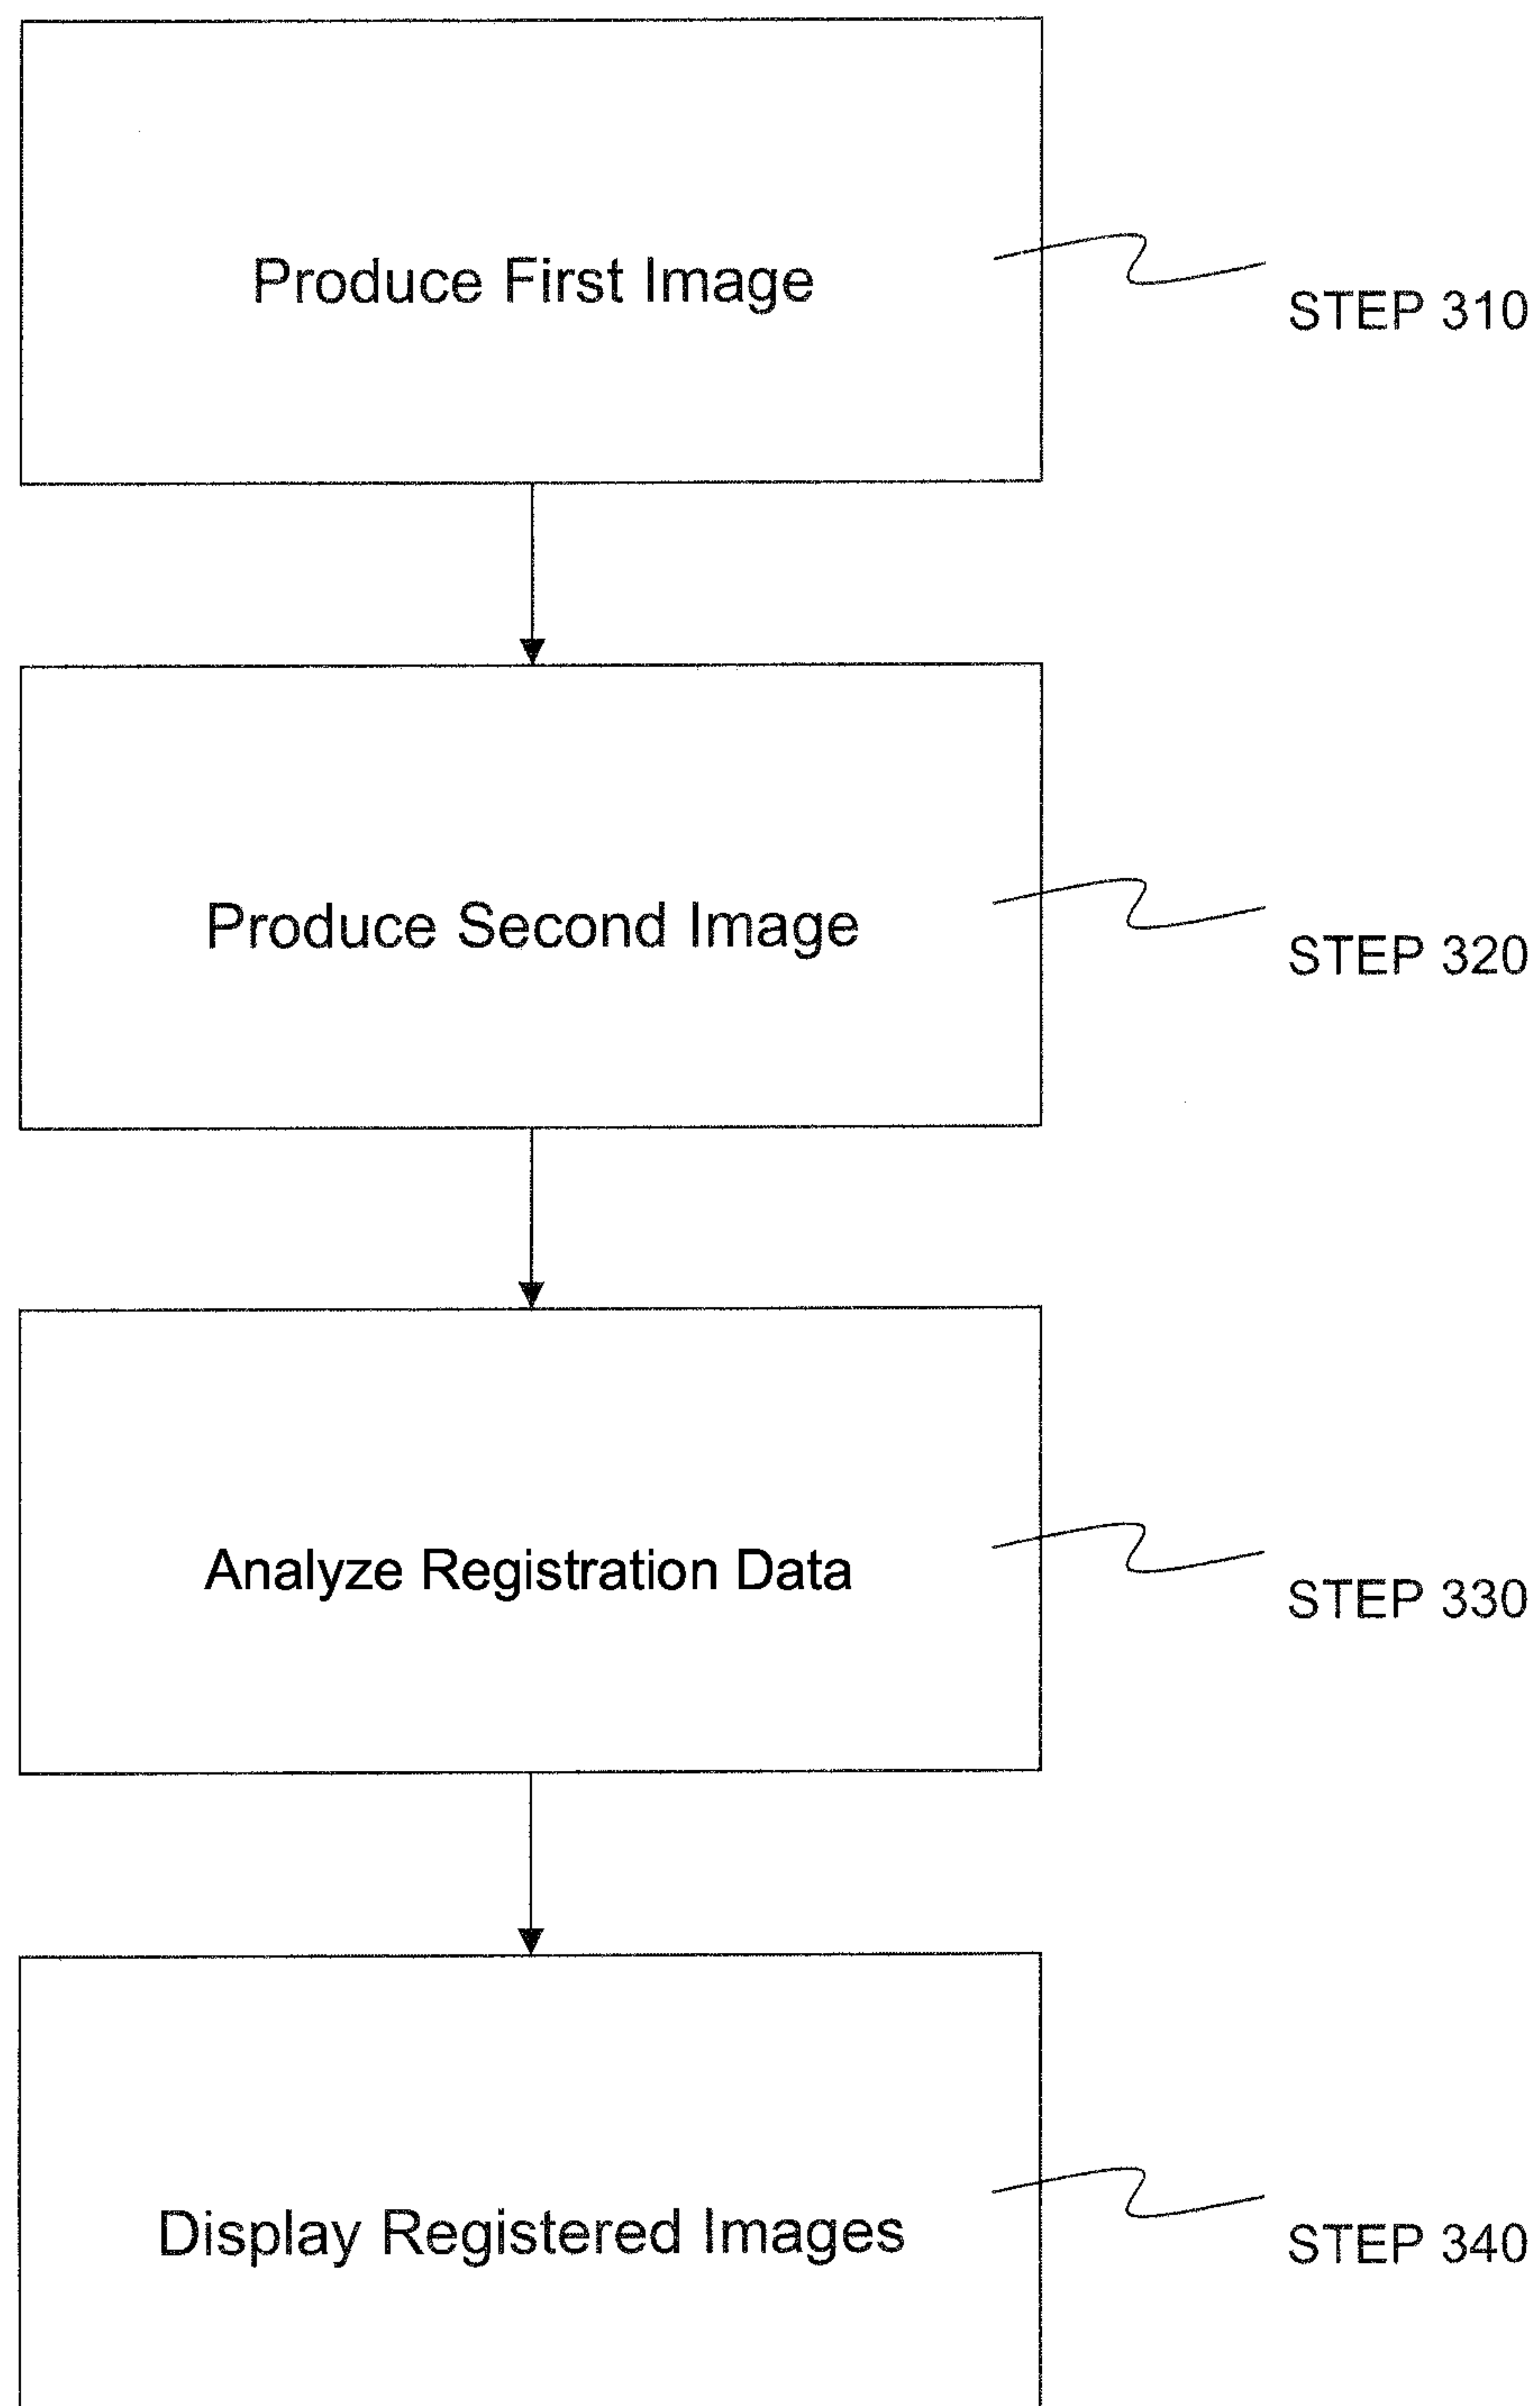 Produce First Image
STEP 310
Produce Second Image
STEP 320
Analyze Registration Data
STEP 330
Display Registered Images
STEP 340